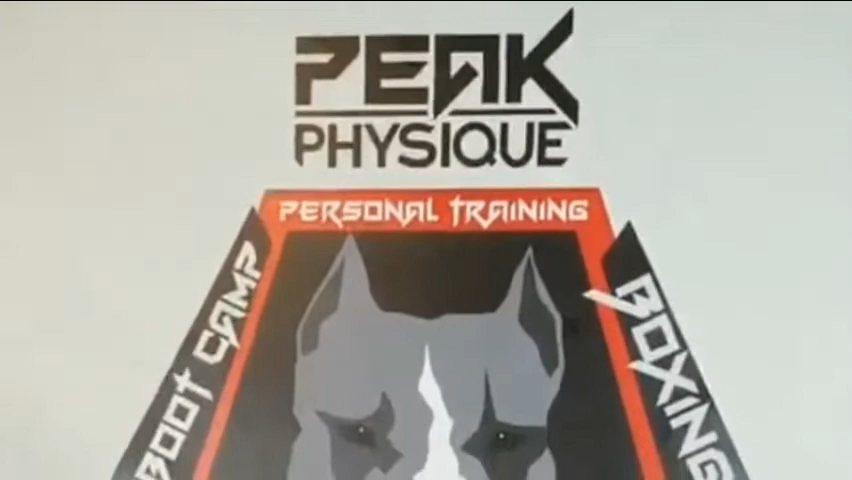 PEAK
PHYSIQUE
PERSONAL TRAINING
BOOT CAMP
BOXING